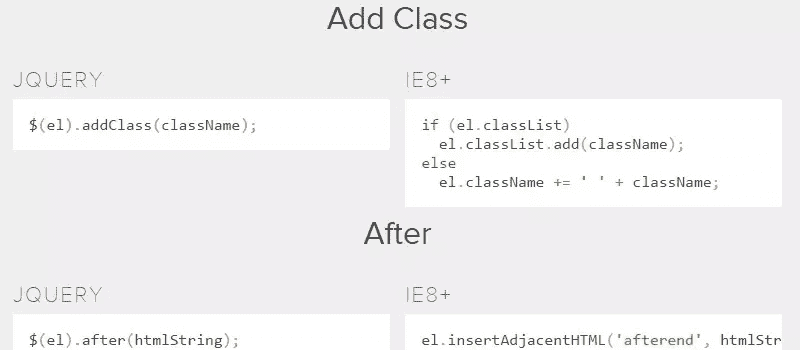 Add Class
JQUERY
$(el).addClass(className);
IE8+
if (el.classList)
  el.classList.add(className);
else
  el.className += ' ' + className;
After
JQUERY
$(el).after(htmlString);
IE8+
el.insertAdjacentHTML('afterend', htmlStr